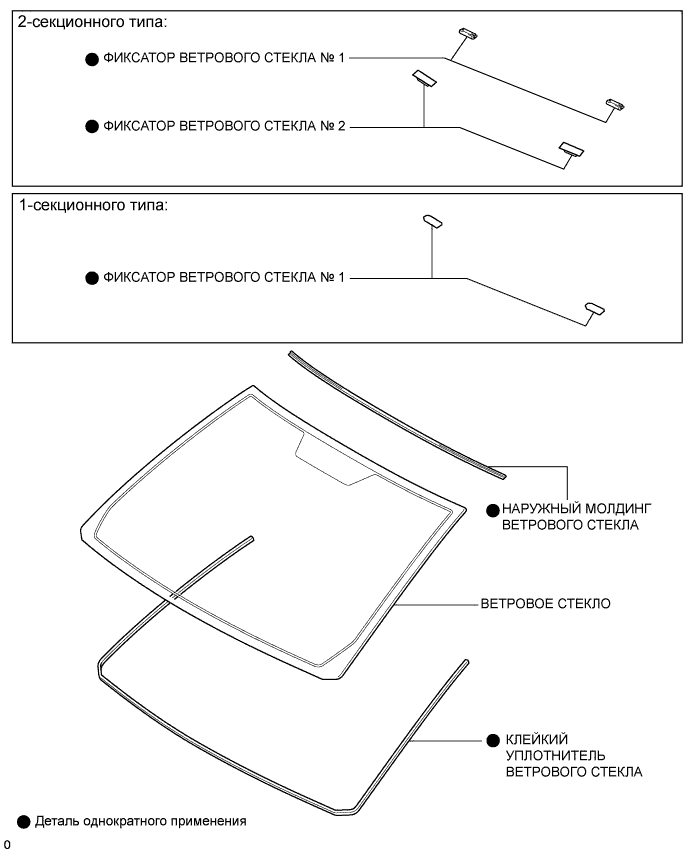 2-секционного типа:
● ФИКСАТОР ВЕТРОВОГО СТЕКЛА № 1
● ФИКСАТОР ВЕТРОВОГО СТЕКЛА № 2
1-секционного типа:
● ФИКСАТОР ВЕТРОВОГО СТЕКЛА № 1
● НАРУЖНЫЙ МОЛДИНГ
ВЕТРОВОГО СТЕКЛА
ВЕТРОВОЕ СТЕКЛО
● КЛЕЙКИЙ
УПЛОТНИТЕЛЬ
ВЕТРОВОГО СТЕКЛА
● Деталь однократного применения
0